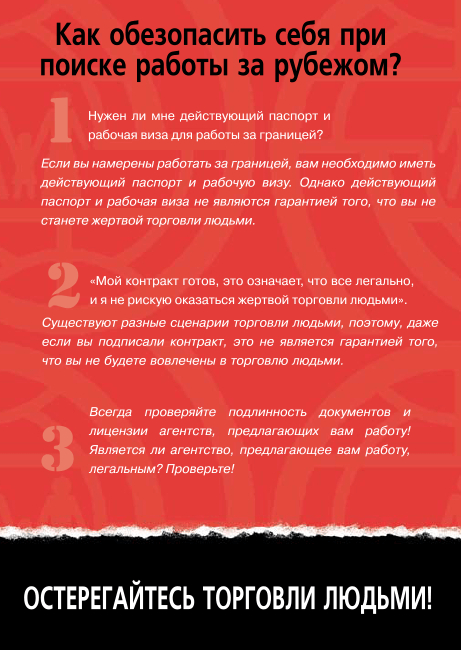 Как обезопасить себя при
поиске работы за рубежом?
1
Нужен ли мне действующий паспорт и
рабочая виза для работы за границей?
Если вы намерены работать за границей, вам необходимо иметь
действующий паспорт и рабочую визу. Однако действующий
паспорт и рабочая виза не являются гарантией того, что вы не
станете жертвой торговли людьми.
2
«Мой контракт готов, это означает, что все легально,
и я не рискую оказаться жертвой торговли людьми».
Существуют разные сценарии торговли людьми, поэтому, даже
если вы подписали контракт, это не является гарантией того,
что вы не будете вовлечены в торговлю людьми.
3
Всегда проверяйте подлинность документов и
лицензии агентств, предлагающих вам работу!
Является ли агентство, предлагающее вам работу,
легальным? Проверьте!
ОСТЕРЕГАЙТЕСЬ ТОРГОВЛИ ЛЮДЬМИ!